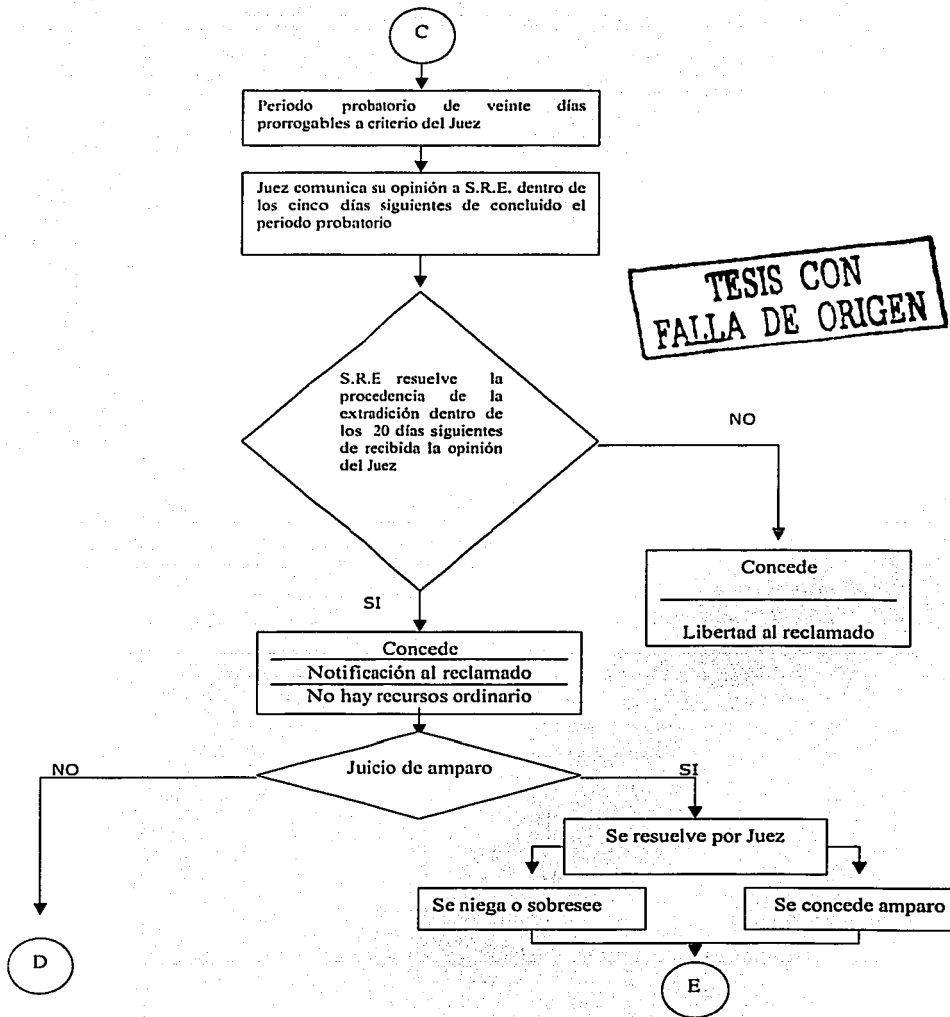 C
Periodo probatorio de veinte días
prorrogables a criterio del Juez
Juez comunica su opinión a S.R.E. dentro de
los cinco días siguientes de concluido el
periodo probatorio
TESIS CON
FALLA DE ORIGEN
S.R.E resuelve la
procedencia de la
extradición dentro de
los 20 días siguientes
de recibida la opinión
del Juez
NO
Concede
Libertad al reclamado
SI
Concede
Notificación al reclamado
No hay recursos ordinario
NO
Juicio de amparo
SI
Se resuelve por Juez
Se niega o sobresee
Se concede amparo
D
E